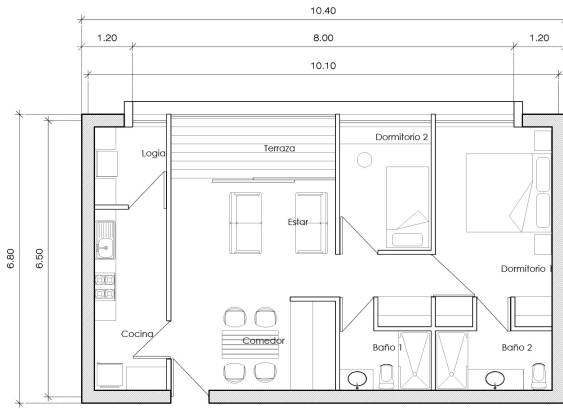 10.40
1.20 8.00 1.20
10.10
Dormitorio 2
Terraza
Logia
Estar
6.80
6.50
Dormitorio 1
Cocina
Comedor
Baño 1
Baño 2